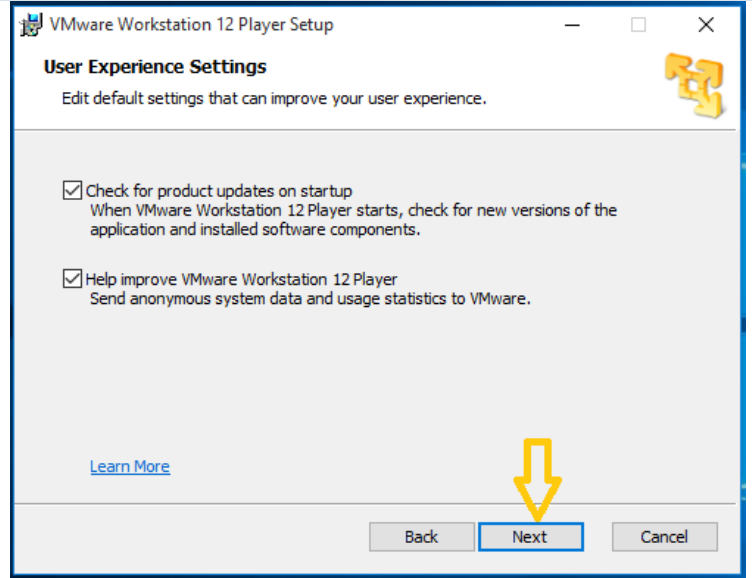 VMware Workstation 12 Player Setup
User Experience Settings
Edit default settings that can improve your user experience.
Check for product updates on startup
When VMware Workstation 12 Player starts, check for new versions of the
application and installed software components.
Help improve VMware Workstation 12 Player
Send anonymous system data and usage statistics to VMware.
Learn More
Back Next Cancel